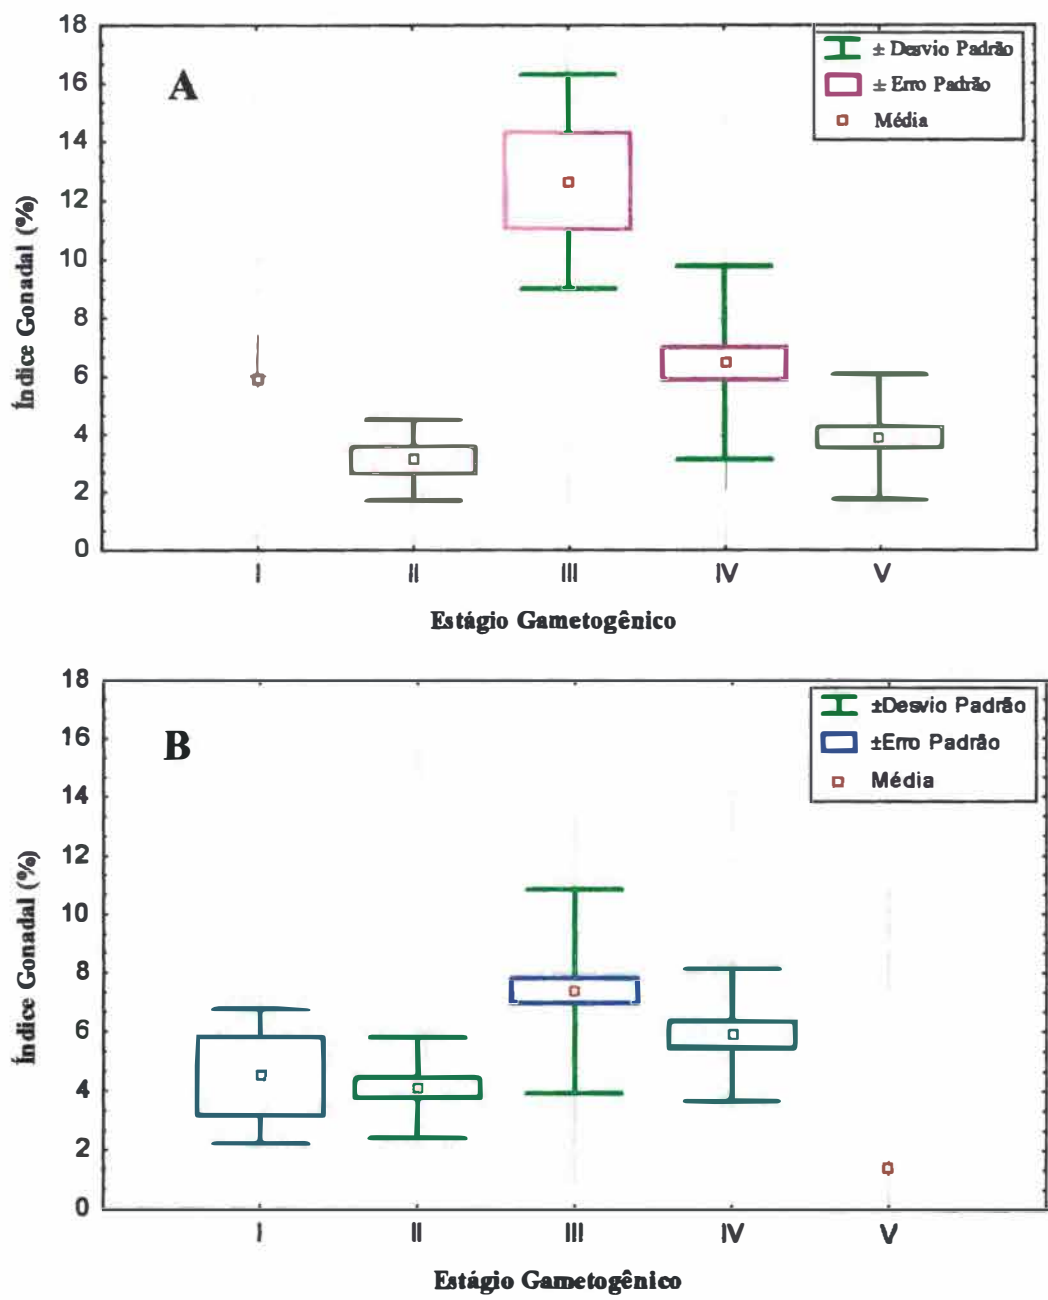 A
± Desvio Padrão
± Erro Padrão
Média
Índice Gonadal (%)
18
16
14
12
10
8
6
4
2
0
I
II
III
IV
V
Estágio Gametogênico
B
±Desvio Padrão
±Erro Padrão
Média
Índice Gonadal (%)
18
16
14
12
10
8
6
4
2
0
I
II
III
IV
V
Estágio Gametogênico